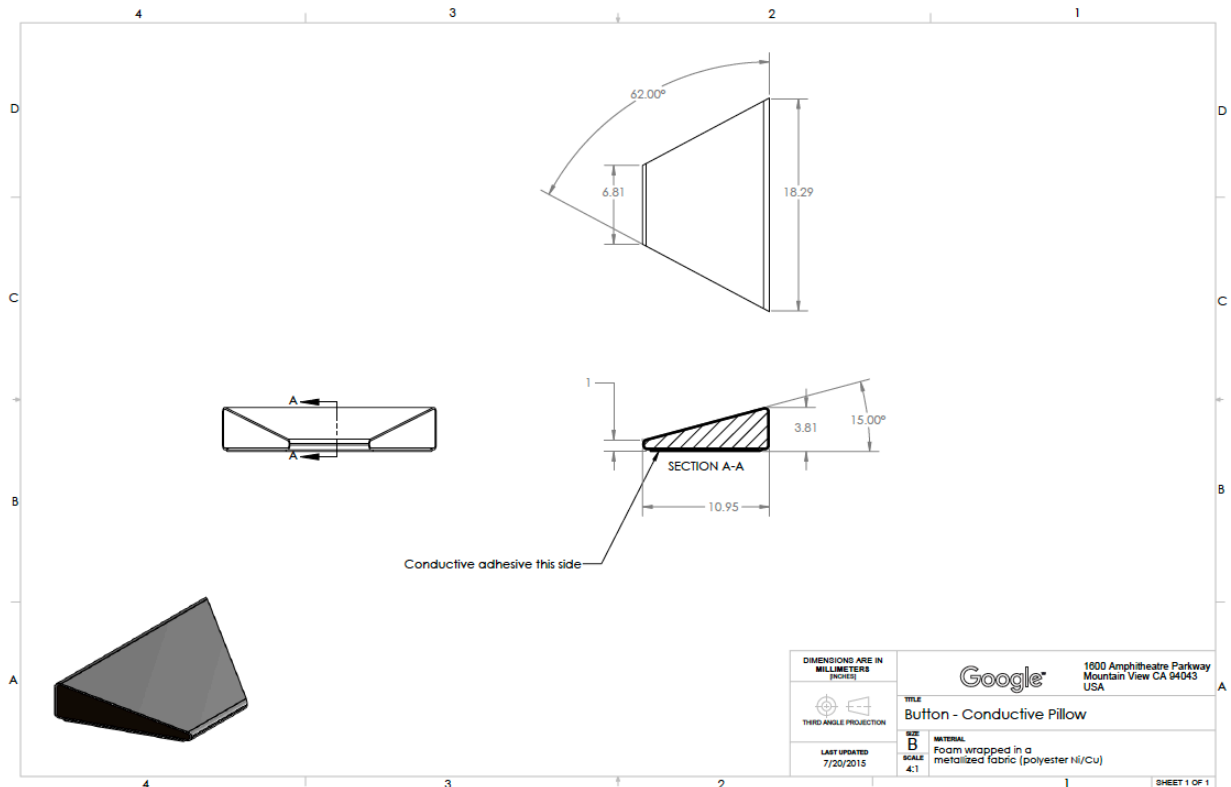 4 3 2 1
D D
62.00°
6.81 18.29
C C
A
1
3.81 15.00°
A
SECTION A-A
B B
10.95
Conductive adhesive this side
A A
DIMENSIONS ARE IN
MILLIMETERS
[INCHES]
THIRD ANGLE PROJECTION
LAST UPDATED
7/20/2015
Google
1600 Amphitheatre Parkway
Mountain View CA 94043
USA
TITLE
Button - Conductive Pillow
SIZE
B
SCALE
4:1
MATERIAL
Foam wrapped in a
metallized fabric (polyester Ni/Cu)
4 3 2 1
SHEET 1 OF 1